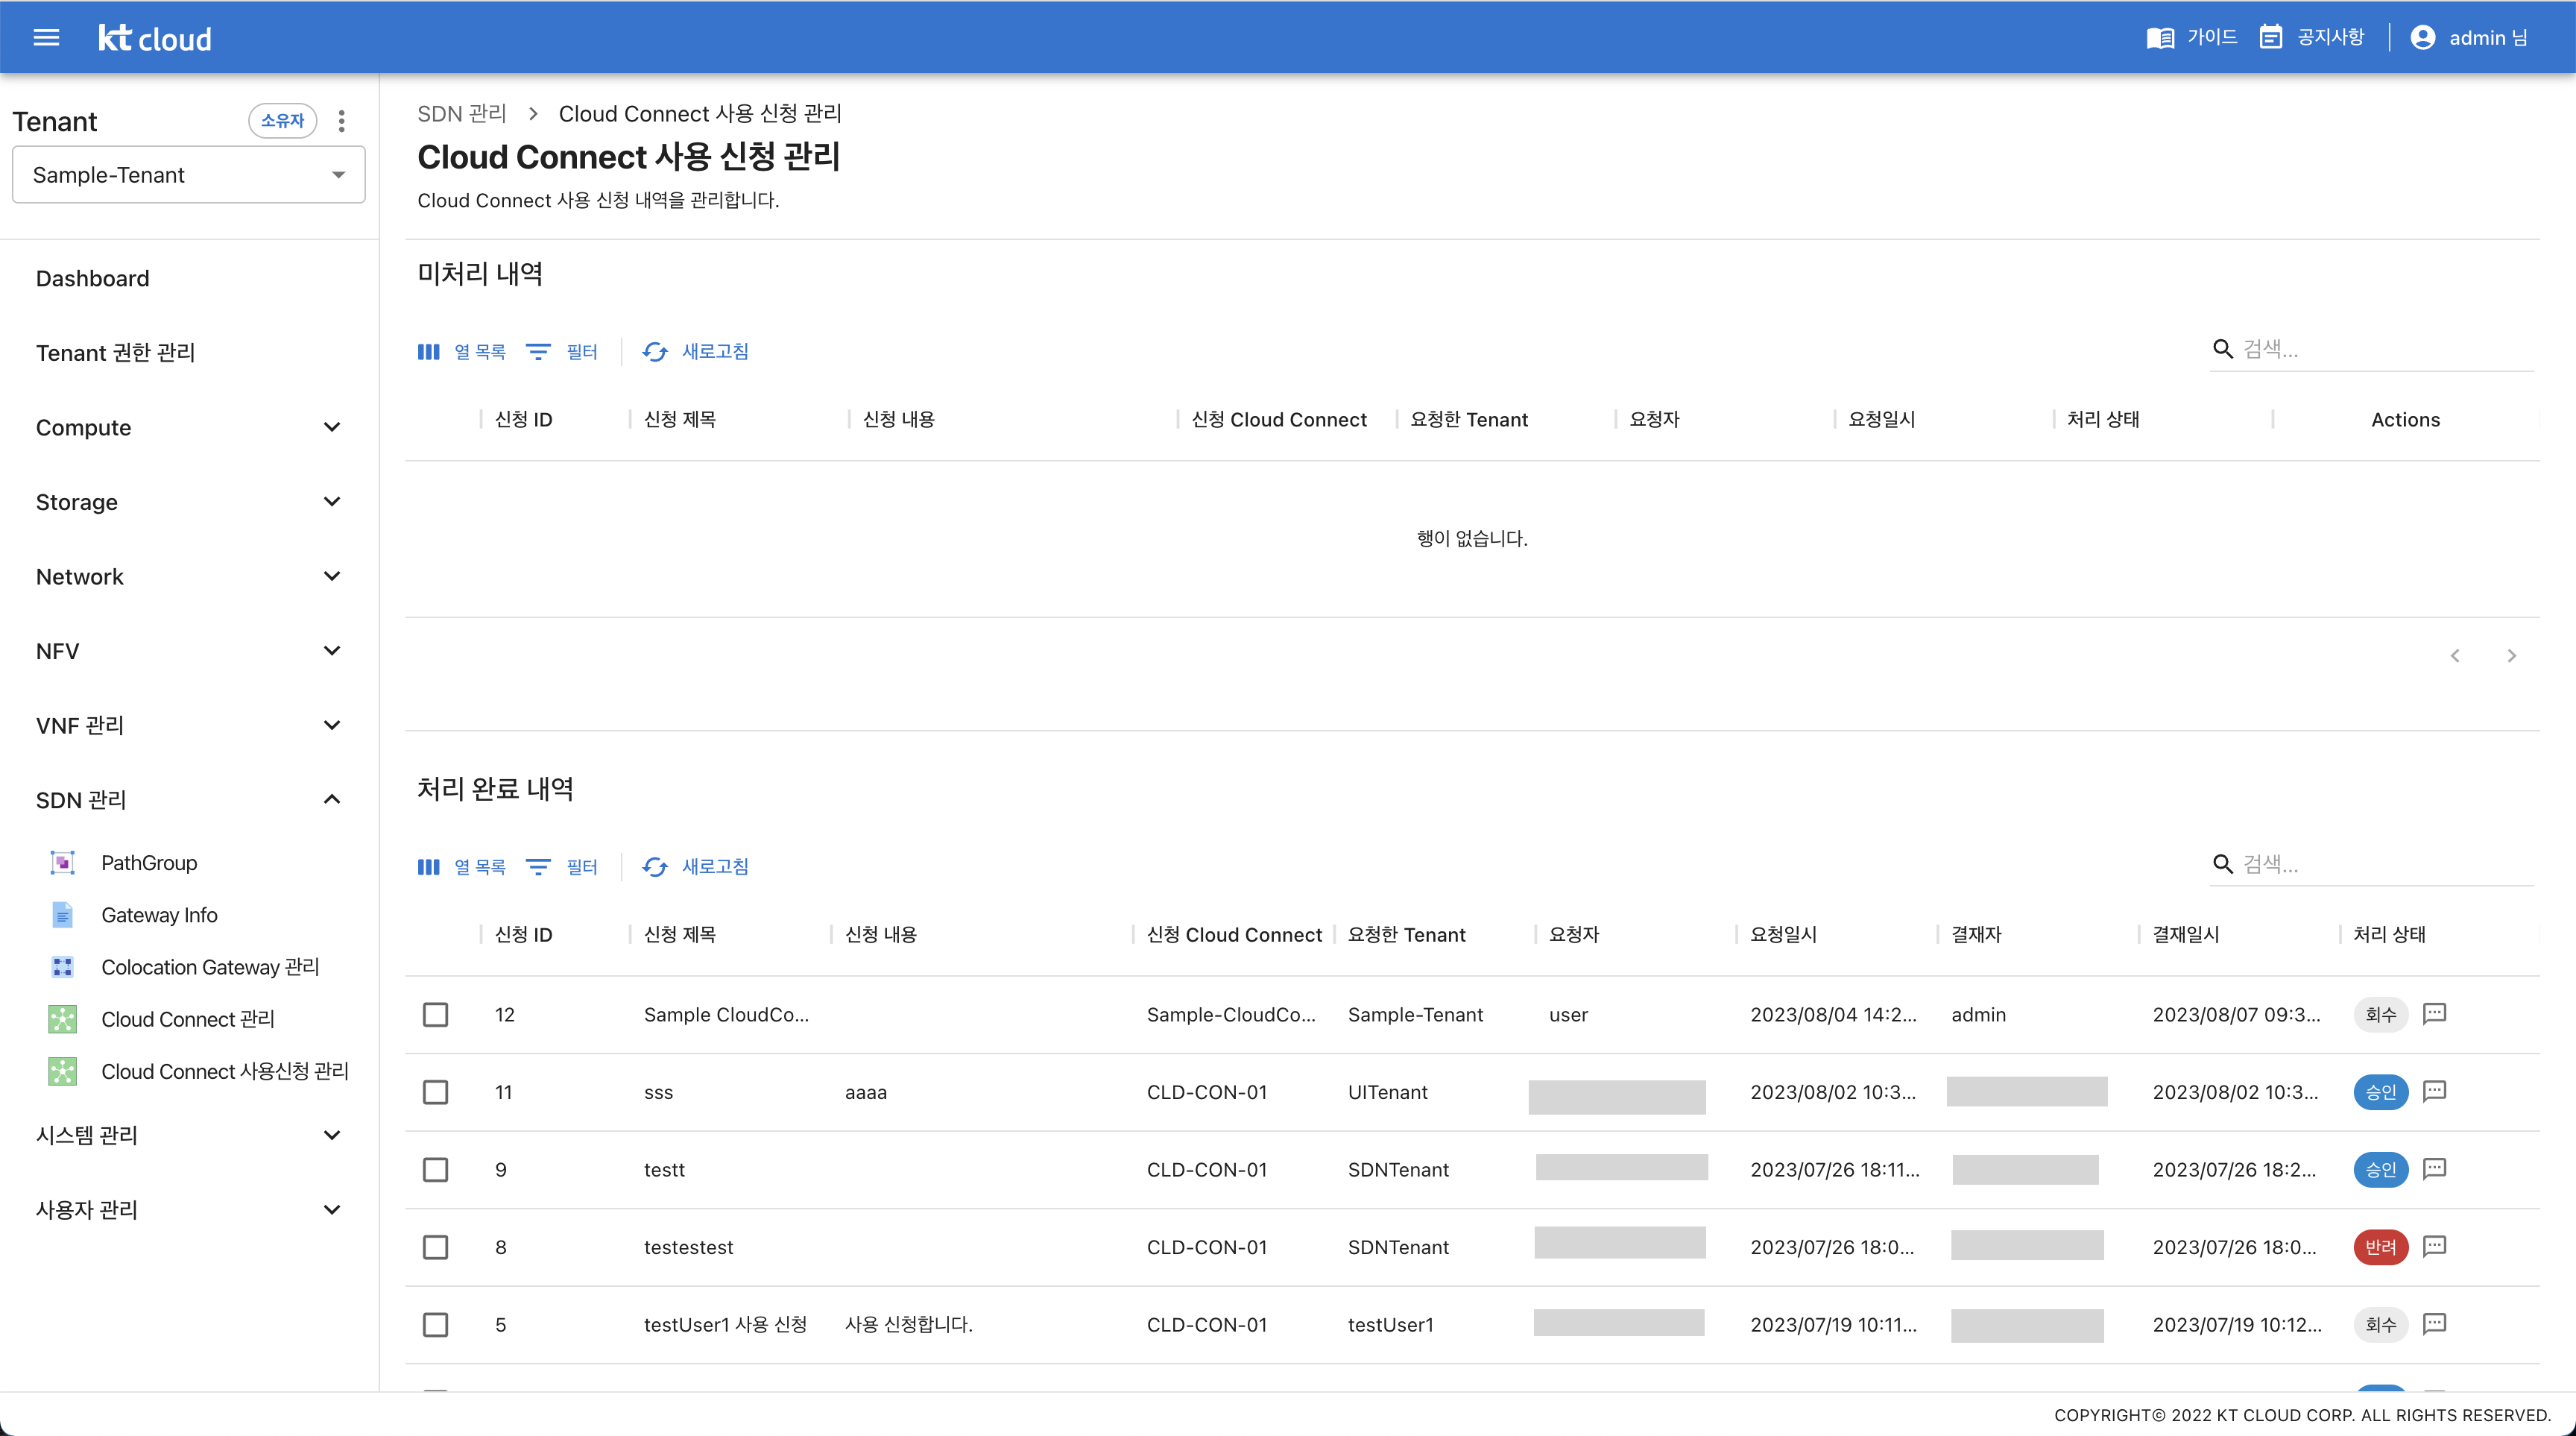 kt cloud
가이드 공지사항 admin 님
Tenant 소유자
Sample-Tenant
Dashboard
Tenant 권한 관리
Compute
Storage
Network
NFV
VNF 관리
SDN 관리
PathGroup
Gateway Info
Colocation Gateway 관리
Cloud Connect 관리
Cloud Connect 사용신청 관리
시스템 관리
사용자 관리
SDN 관리 > Cloud Connect 사용 신청 관리
Cloud Connect 사용 신청 관리
Cloud Connect 사용 신청 내역을 관리합니다.
미처리 내역
열 목록 필터 새로고침 검색...
신청 ID 신청 제목 신청 내용 신청 Cloud Connect 요청한 Tenant 요청자 요청일시 처리 상태 Actions
행이 없습니다.
처리 완료 내역
열 목록 필터 새로고침 검색...
신청 ID 신청 제목 신청 내용 신청 Cloud Connect 요청한 Tenant 요청자 요청일시 결재자 결재일시 처리 상태
12 Sample CloudCo... Sample-CloudCo... Sample-Tenant user 2023/08/04 14:2... admin 2023/08/07 09:3... 회수
11 sss aaaa CLD-CON-01 UITenant 2023/08/02 10:3... 2023/08/02 10:3... 승인
9 testt CLD-CON-01 SDNTenant 2023/07/26 18:11... 2023/07/26 18:2... 승인
8 testestest CLD-CON-01 SDNTenant 2023/07/26 18:0... 2023/07/26 18:0... 반려
5 testUser1 사용 신청 사용 신청합니다. CLD-CON-01 testUser1 2023/07/19 10:11... 2023/07/19 10:12... 회수
COPYRIGHT© 2022 KT CLOUD CORP. ALL RIGHTS RESERVED.